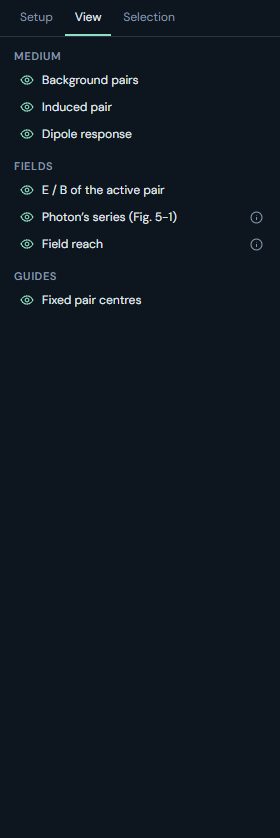 Setup View Selection
MEDIUM
Background pairs
Induced pair
Dipole response
FIELDS
E / B of the active pair
Photon's series (Fig. 5-1)
Field reach
GUIDES
Fixed pair centres